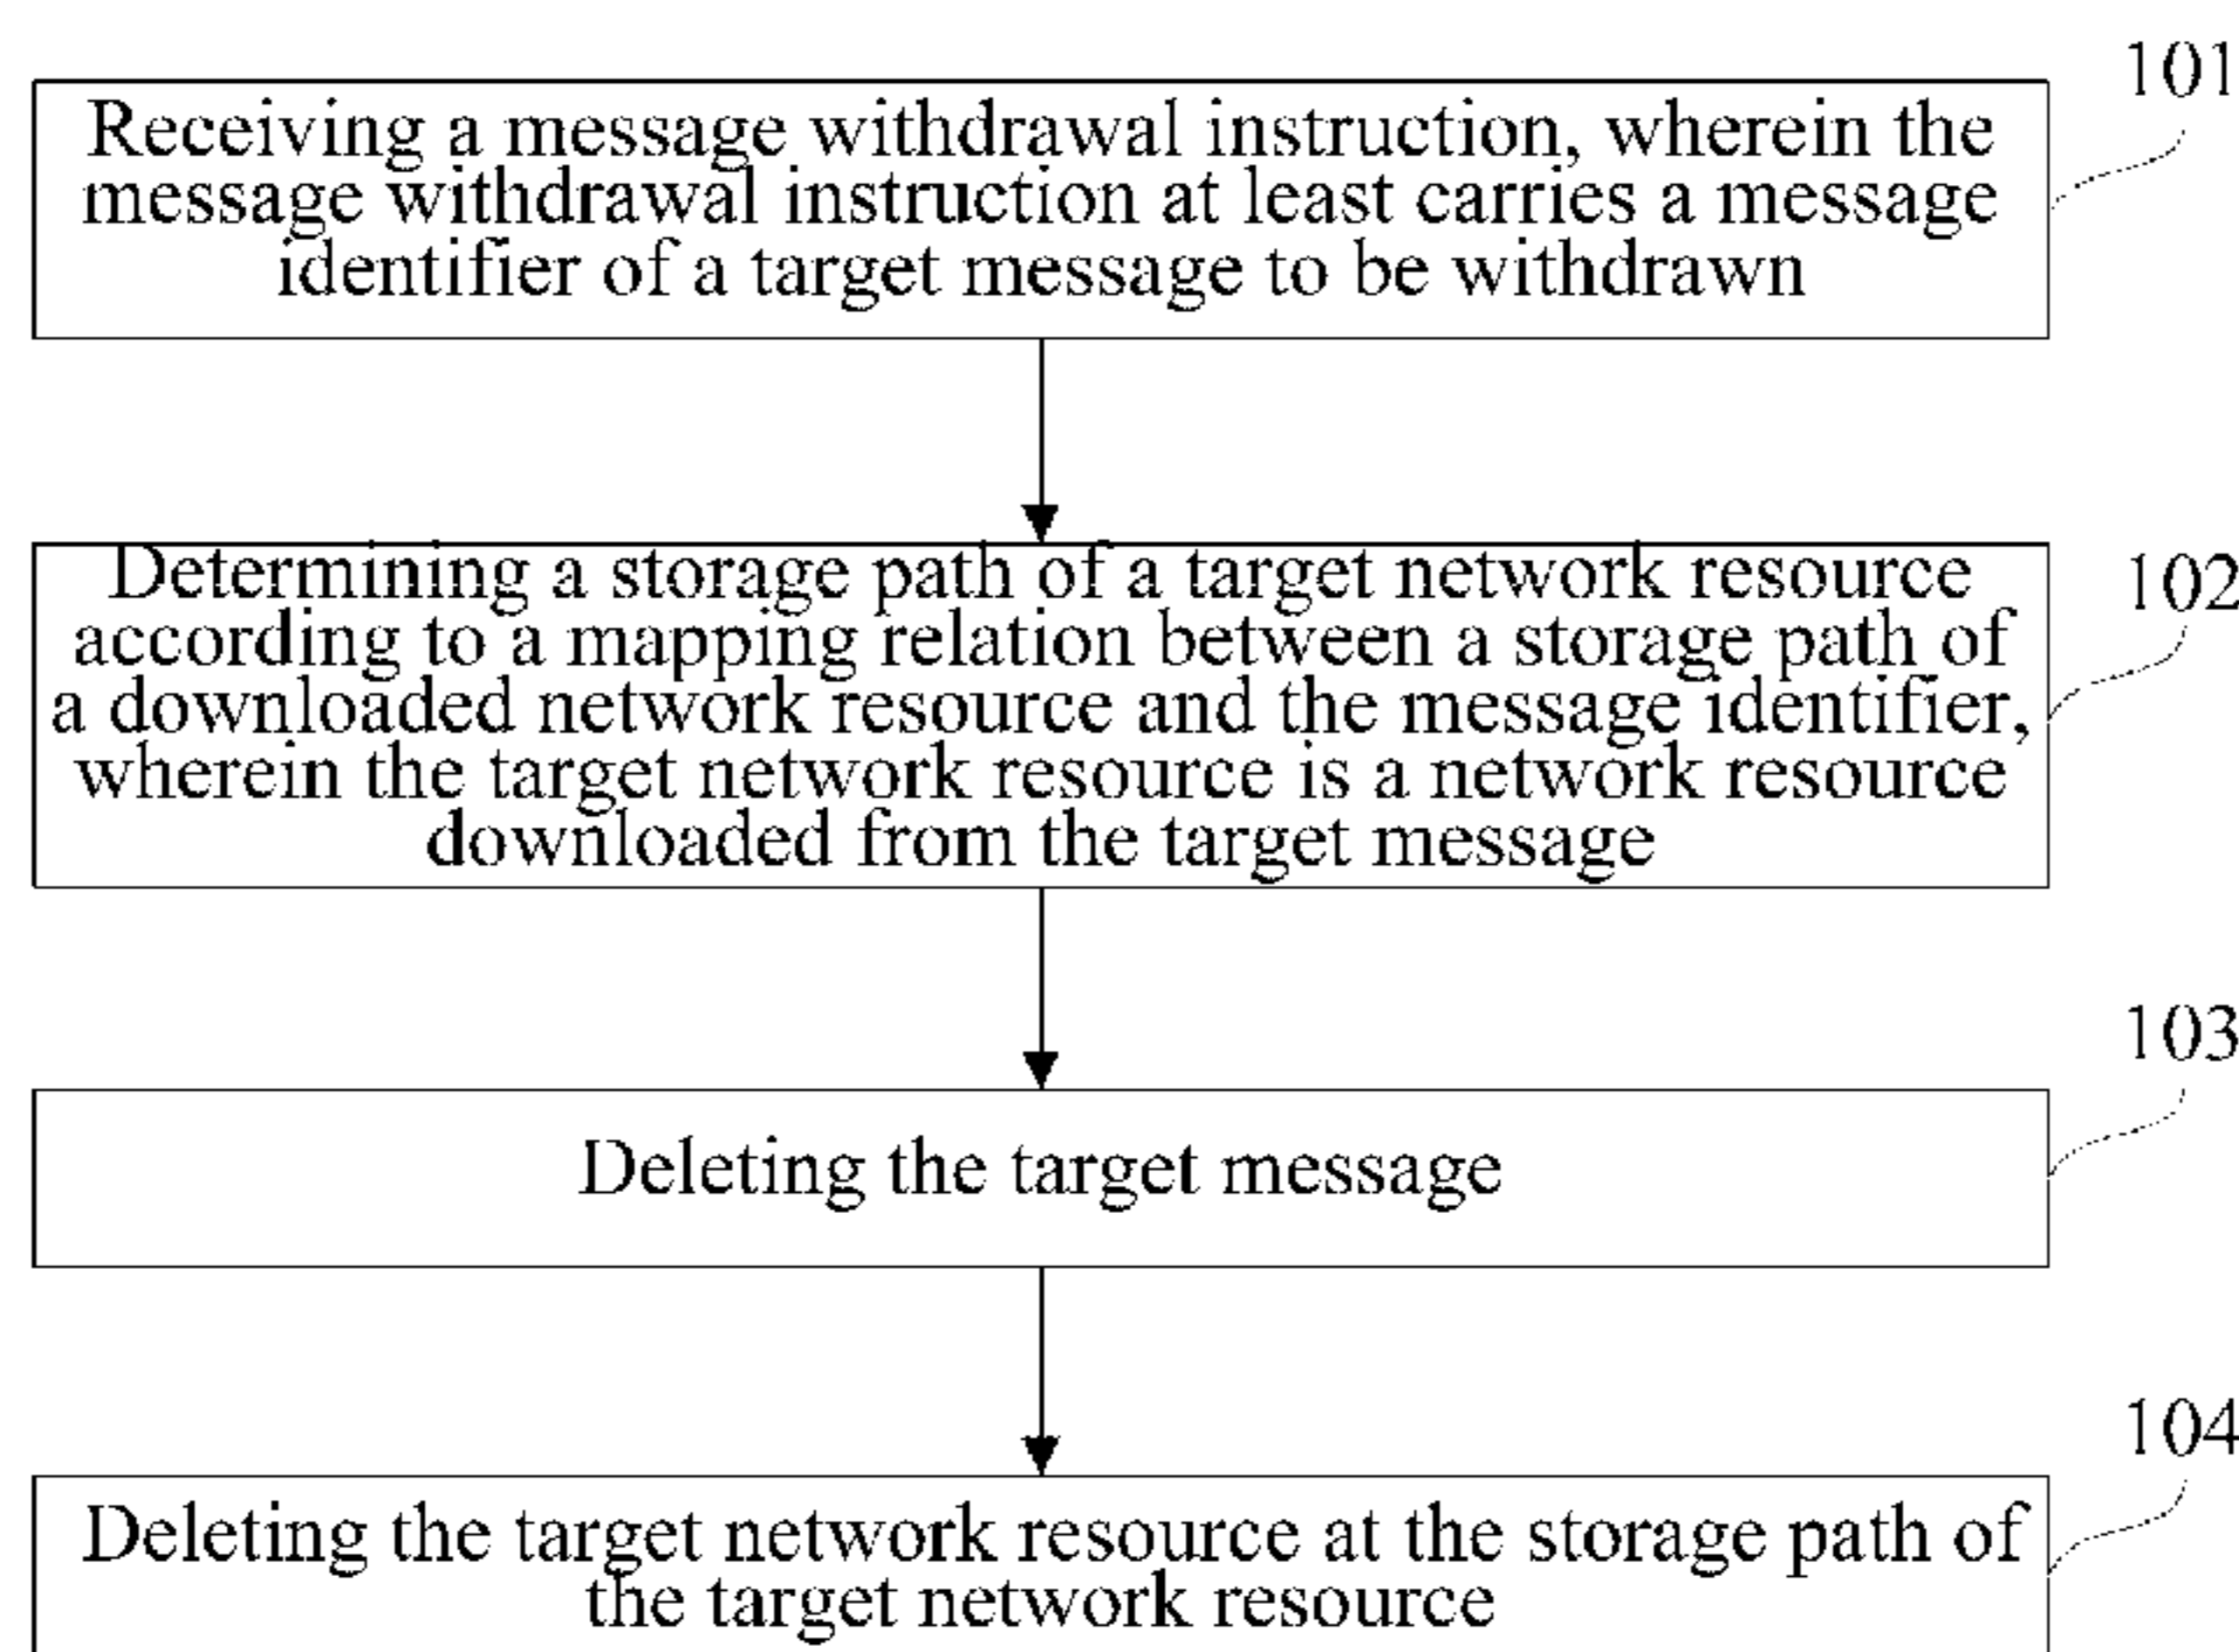 101
Receiving a message withdrawal instruction, wherein the
message withdrawal instruction at least carries a message
identifier of a target message to be withdrawn
102
Determining a storage path of a target network resource
according to a mapping relation between a storage path of
a downloaded network resource and the message identifier,
wherein the target network resource is a network resource
downloaded from the target message
103
Deleting the target message
104
Deleting the target network resource at the storage path of
the target network resource